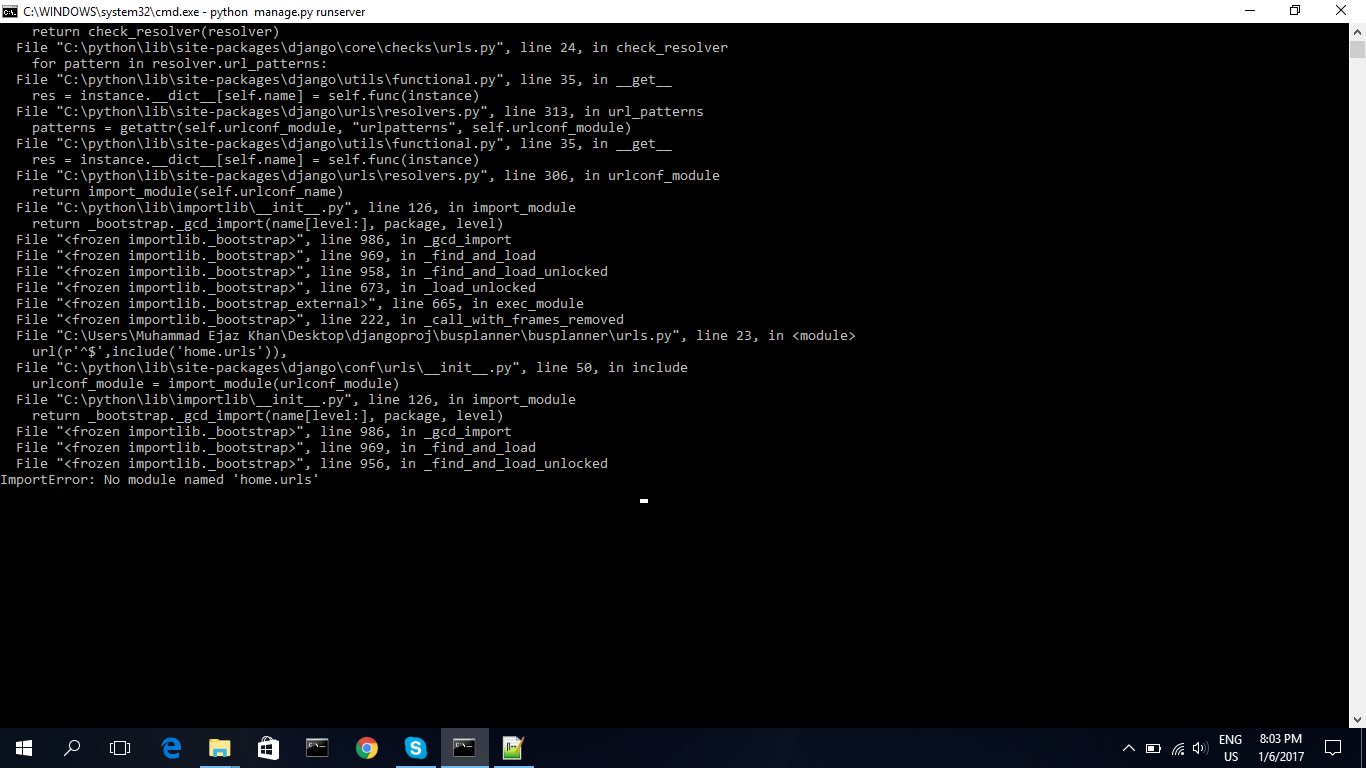 C:\WINDOWS\system32\cmd.exe - python  manage.py runserver
    return check_resolver(resolver)
  File "C:\python\lib\site-packages\django\core\checks\urls.py", line 24, in check_resolver
    for pattern in resolver.url_patterns:
  File "C:\python\lib\site-packages\django\utils\functional.py", line 35, in __get__
    res = instance.__dict__[self.name] = self.func(instance)
  File "C:\python\lib\site-packages\django\urls\resolvers.py", line 313, in url_patterns
    patterns = getattr(self.urlconf_module, "urlpatterns", self.urlconf_module)
  File "C:\python\lib\site-packages\django\utils\functional.py", line 35, in __get__
    res = instance.__dict__[self.name] = self.func(instance)
  File "C:\python\lib\site-packages\django\urls\resolvers.py", line 306, in urlconf_module
    return import_module(self.urlconf_name)
  File "C:\python\lib\importlib\__init__.py", line 126, in import_module
    return _bootstrap._gcd_import(name[level:], package, level)
  File "<frozen importlib._bootstrap>", line 986, in _gcd_import
  File "<frozen importlib._bootstrap>", line 969, in _find_and_load
  File "<frozen importlib._bootstrap>", line 958, in _find_and_load_unlocked
  File "<frozen importlib._bootstrap>", line 673, in _load_unlocked
  File "<frozen importlib._bootstrap_external>", line 665, in exec_module
  File "<frozen importlib._bootstrap>", line 222, in _call_with_frames_removed
  File "C:\Users\Muhammad Ejaz Khan\Desktop\djangoproj\busplanner\busplanner\urls.py", line 23, in <module>
    url(r'^$',include('home.urls')),
  File "C:\python\lib\site-packages\django\conf\urls\__init__.py", line 50, in include
    urlconf_module = import_module(urlconf_module)
  File "C:\python\lib\importlib\__init__.py", line 126, in import_module
    return _bootstrap._gcd_import(name[level:], package, level)
  File "<frozen importlib._bootstrap>", line 986, in _gcd_import
  File "<frozen importlib._bootstrap>", line 969, in _find_and_load
  File "<frozen importlib._bootstrap>", line 956, in _find_and_load_unlocked
ImportError: No module named 'home.urls'
ENG
US
8:03 PM
1/6/2017